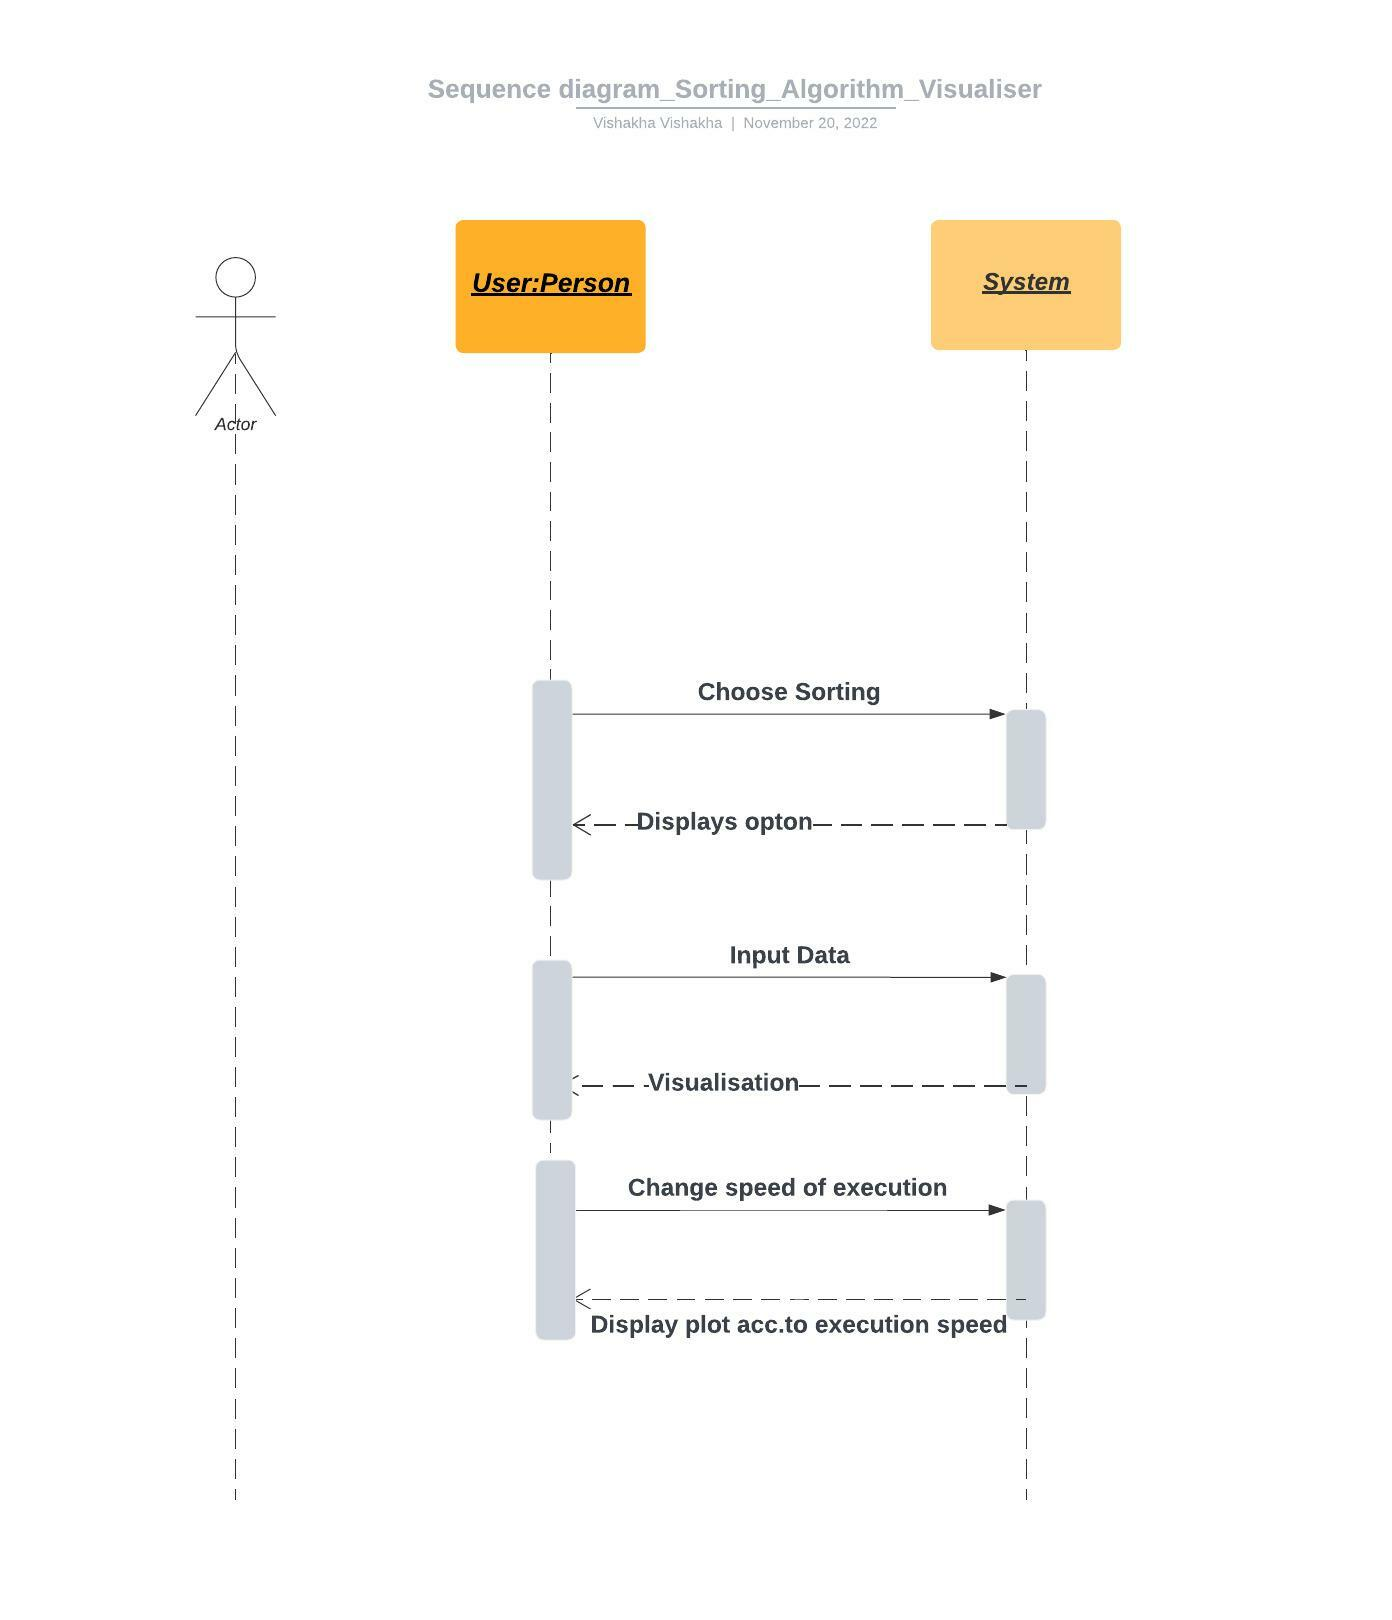 Sequence diagram_Sorting_Algorithm_Visualiser
Vishakha Vishakha | November 20, 2022
User:Person
System
Actor
Choose Sorting
Displays opton
Input Data
Visualisation
Change speed of execution
Display plot acc.to execution speed